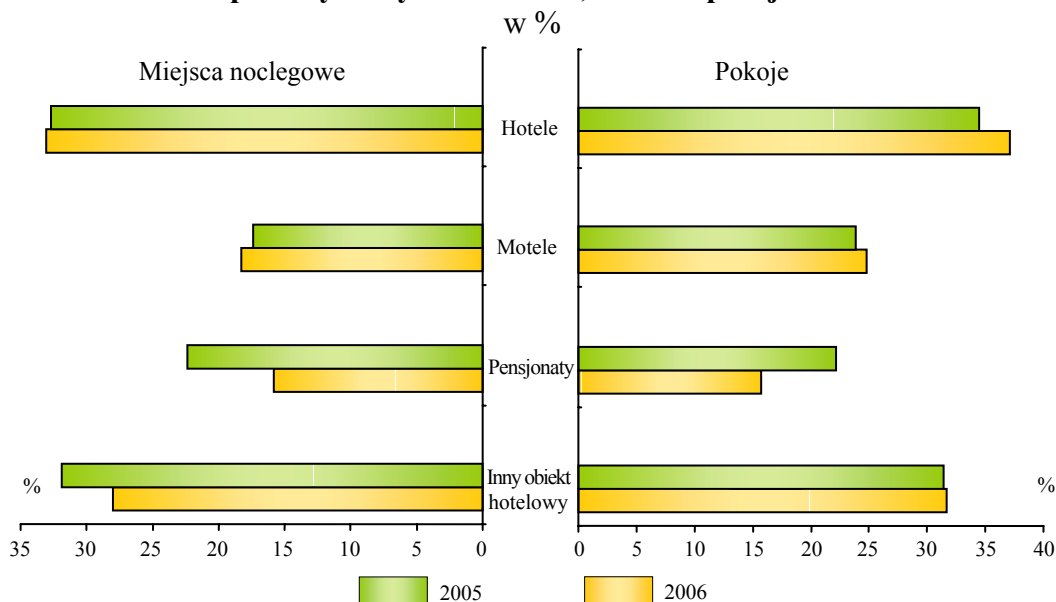 w %
Miejsca noclegowe
Pokoje
Hotele
Motele
Pensjonaty
Inny obiekt
hotelowy
%
%
35 30 25 20 15 10 5 0
0 5 10 15 20 25 30 35 40
2005
2006